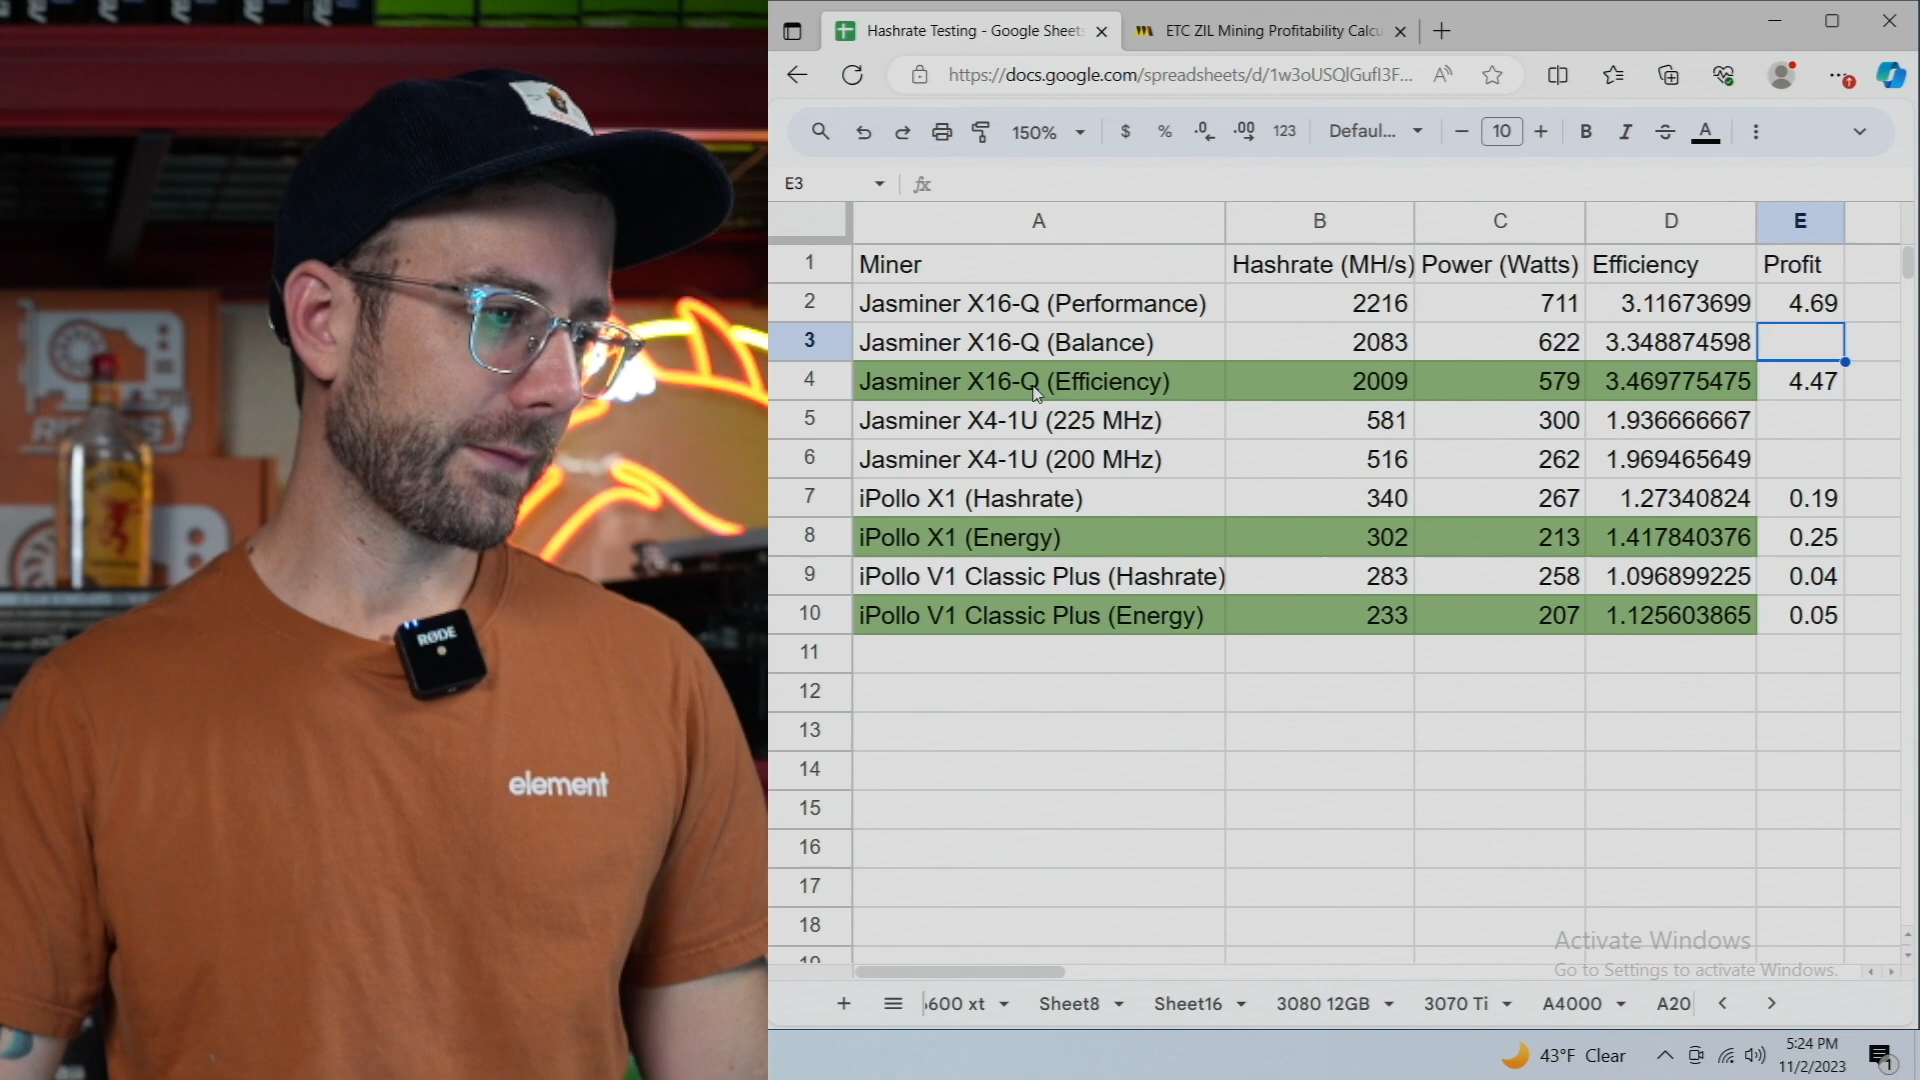 RØDE
element
Hashrate Testing - Google Sheets
ETC ZIL Mining Profitability Calcu
https://docs.google.com/spreadsheets/d/1w3oUSQlGufI3F...
150%
$ % .0 .00 123
Defaul...
10
B I S A
E3
fx
A B C D E
1 Miner Hashrate (MH/s) Power (Watts) Efficiency Profit
2 Jasminer X16-Q (Performance) 2216 711 3.11673699 4.69
3 Jasminer X16-Q (Balance) 2083 622 3.348874598
4 Jasminer X16-Q (Efficiency) 2009 579 3.469775475 4.47
5 Jasminer X4-1U (225 MHz) 581 300 1.936666667
6 Jasminer X4-1U (200 MHz) 516 262 1.969465649
7 iPollo X1 (Hashrate) 340 267 1.27340824 0.19
8 iPollo X1 (Energy) 302 213 1.417840376 0.25
9 iPollo V1 Classic Plus (Hashrate) 283 258 1.096899225 0.04
10 iPollo V1 Classic Plus (Energy) 233 207 1.125603865 0.05
11
12
13
14
15
16
17
18
19
Activate Windows
Go to Settings to activate Windows.
600 xt Sheet8 Sheet16 3080 12GB 3070 Ti A4000 A20
43°F Clear
5:24 PM
11/2/2023
1